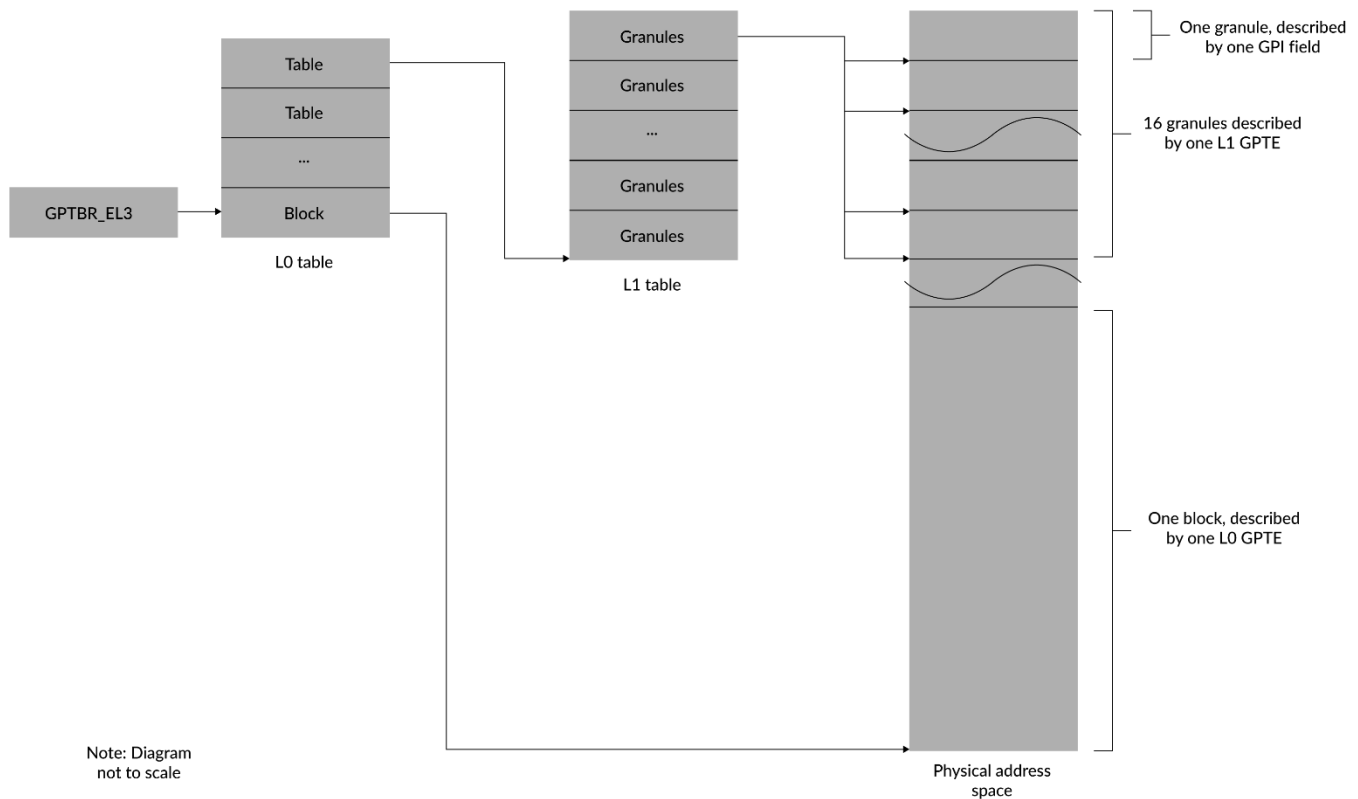 GPTBR_EL3
Table
Table
...
Block
L0 table
Granules
Granules
...
Granules
Granules
L1 table
One granule, described
by one GPI field
16 granules described
by one L1 GPTE
One block, described
by one L0 GPTE
Physical address
space
Note: Diagram
not to scale